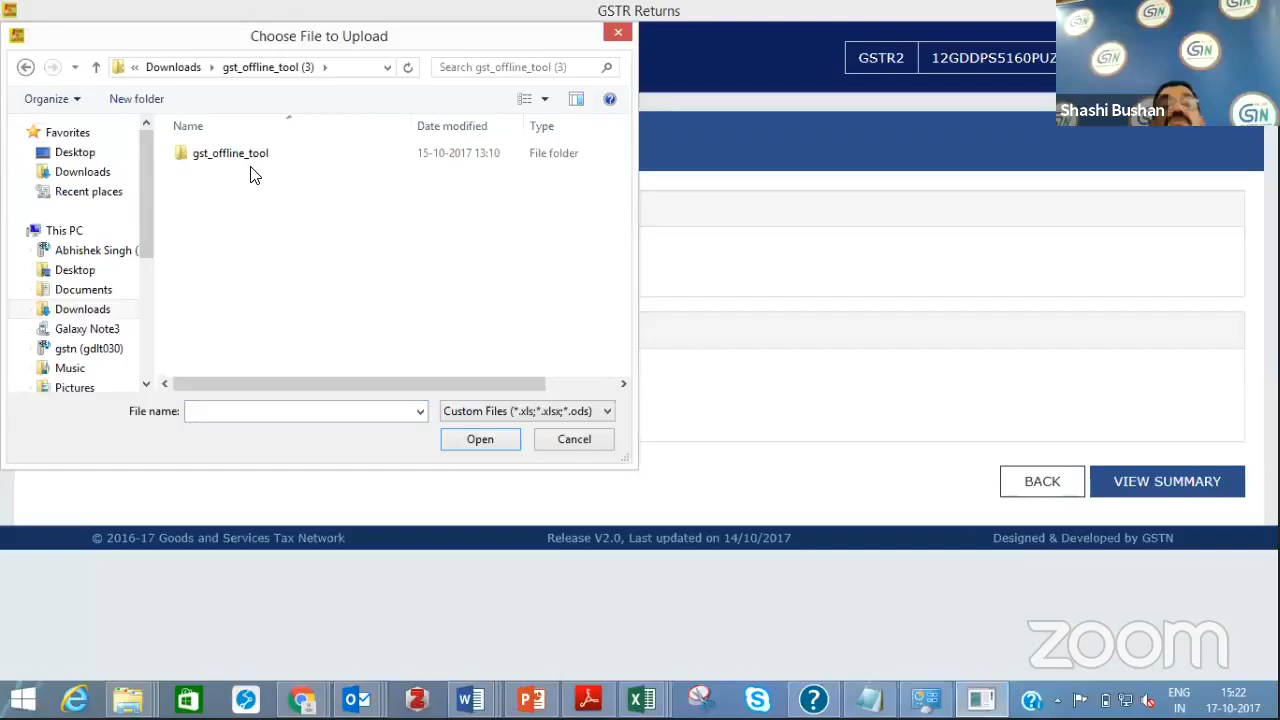 GSTR Returns
Choose File to Upload
Downloads
gst_offline_tool (3)
Search gst_offline_tool (3)
GSTR2
12GDDPS5160PUZ
Shashi Bushan
Organize
New folder
Name
Date modified
Type
gst_offline_tool
15-10-2017 13:10
File folder
Favorites
Desktop
Downloads
Recent places
This PC
Abhishek Singh (
Desktop
Documents
Downloads
Galaxy Note3
gstn (gdlt030)
Music
Pictures
File name:
Custom Files (*.xls;*.xlsx;*.ods)
Open
Cancel
BACK
VIEW SUMMARY
© 2016-17 Goods and Services Tax Network
Release V2.0, Last updated on 14/10/2017
Designed & Developed by GSTN
zoom
ENG
IN
15:22
17-10-2017